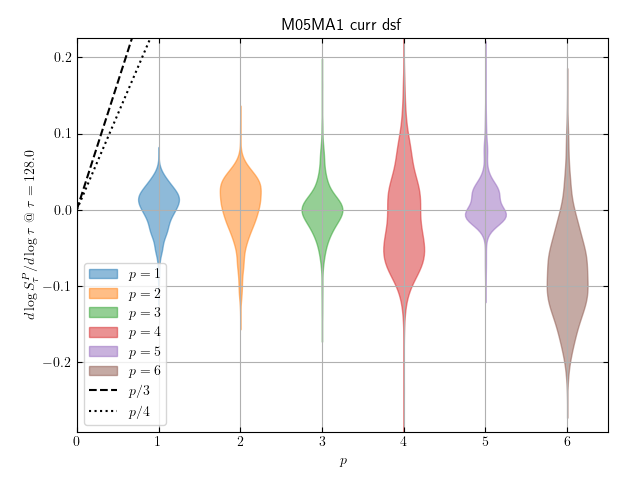 M05MA1 curr dsf
d log S_τ^P / d log τ @ τ = 128.0
0.2
0.1
0.0
−0.1
−0.2
p = 1
p = 2
p = 3
p = 4
p = 5
p = 6
p/3
p/4
0 1 2 3 4 5 6
p